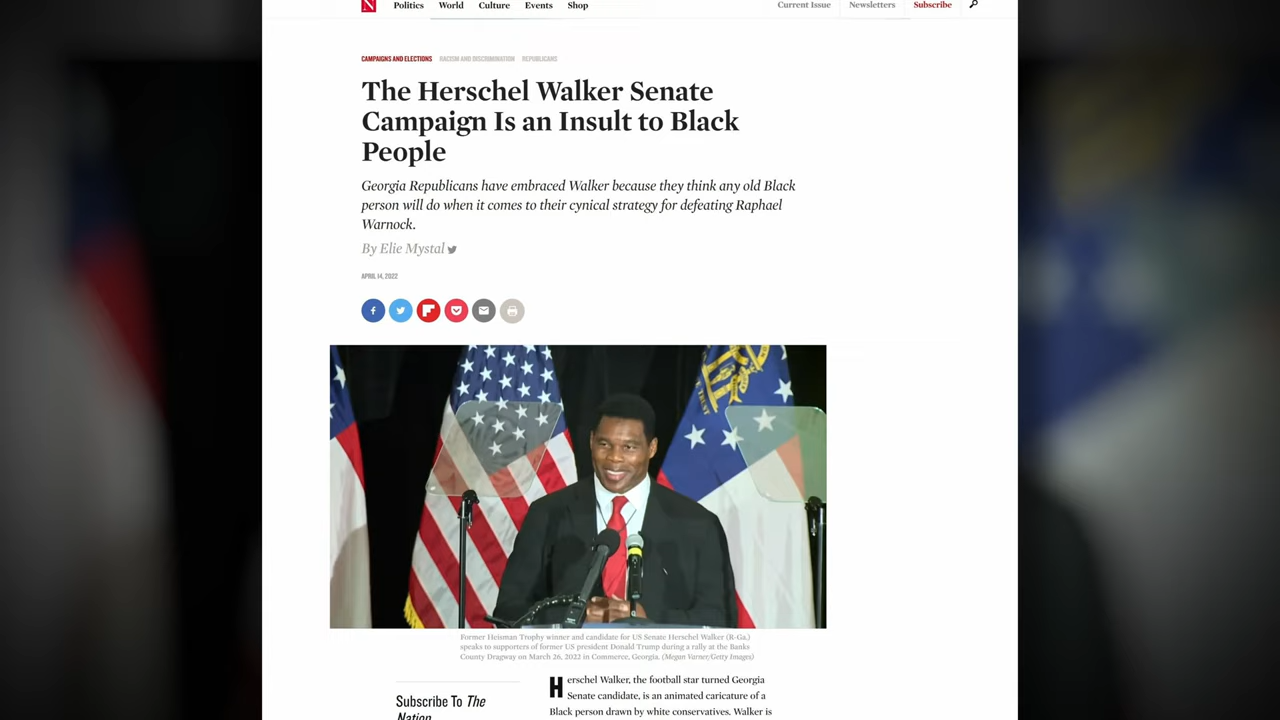 N Politics World Culture Events Shop Current Issue Newsletters Subscribe
CAMPAIGNS AND ELECTIONS RACISM AND DISCRIMINATION REPUBLICANS
The Herschel Walker Senate
Campaign Is an Insult to Black
People
Georgia Republicans have embraced Walker because they think any old Black
person will do when it comes to their cynical strategy for defeating Raphael
Warnock.
By Elie Mystal
APRIL 14, 2022
Former Heisman Trophy winner and candidate for US Senate Herschel Walker (R-Ga.)
speaks to supporters of former US president Donald Trump during a rally at the Banks
County Dragway on March 26, 2022 in Commerce, Georgia. (Megan Varner/Getty Images)
Subscribe To The
Nation
Herschel Walker, the football star turned Georgia
Senate candidate, is an animated caricature of a
Black person drawn by white conservatives. Walker is